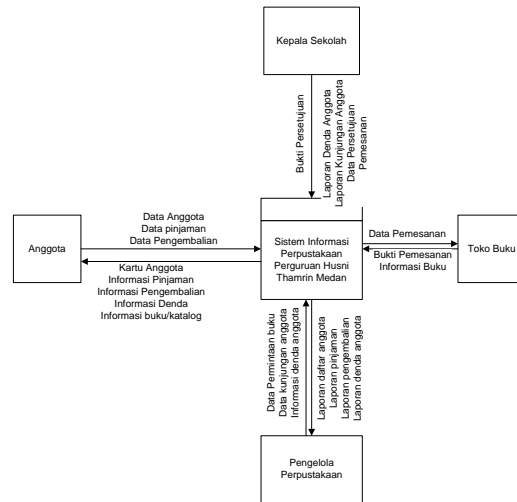 Kepala Sekolah
Bukti Persetujuan
Laporan Denda Anggota
Laporan Kunjungan Anggota
Data Persetujuan
Pemesanan
Data Anggota
Data pinjaman
Data Pengembalian
Anggota
Kartu Anggota
Informasi Pinjaman
Informasi Pengembalian
Informasi Denda
Informasi buku/katalog
Sistem Informasi
Perpustakaan
Perguruan Husni
Thamrin Medan
Data Pemesanan
Bukti Pemesanan
Informasi Buku
Toko Buku
Data Permintaan buku
Data kunjungan anggota
Informasi denda anggota
Laporan daftar anggota
Laporan pinjaman
Laporan pengembalian
Laporan denda anggota
Pengelola
Perpustakaan